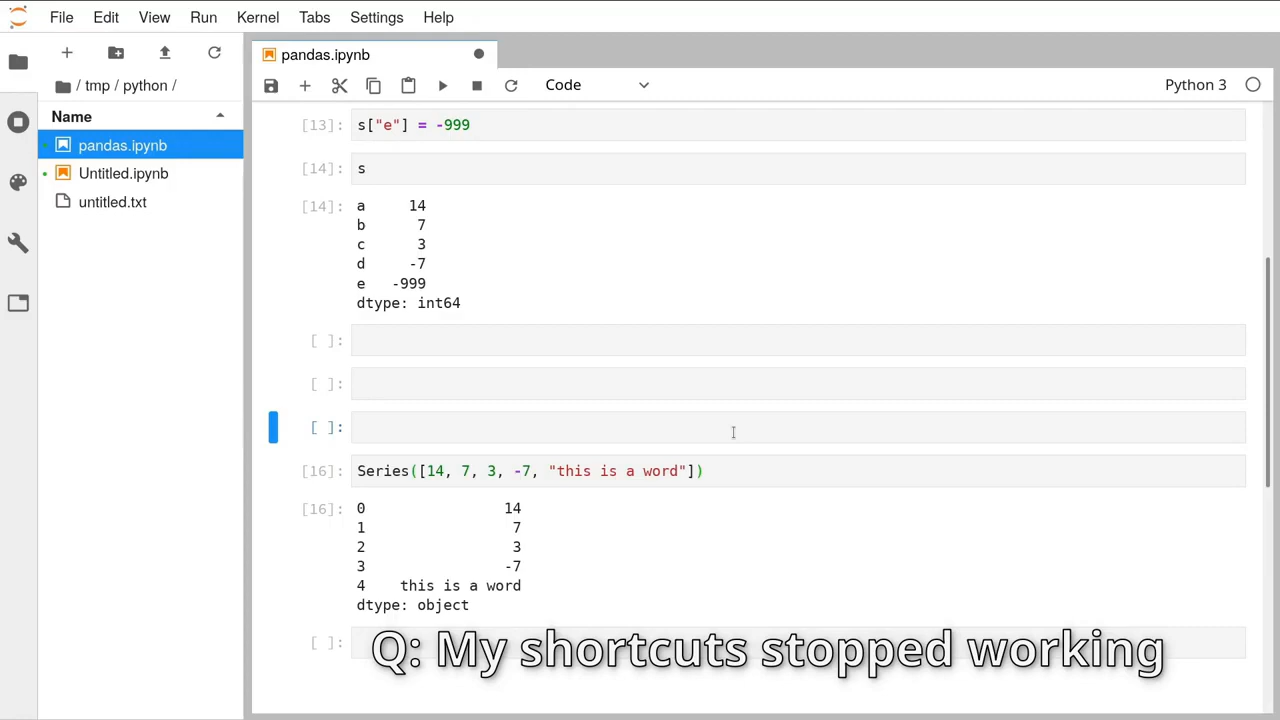 File Edit View Run Kernel Tabs Settings Help
/ tmp / python /
Name
pandas.ipynb
Untitled.ipynb
untitled.txt
pandas.ipynb
Code
Python 3
[13]: s["e"] = -999
[14]: s
[14]: a 14
b 7
c 3
d -7
e -999
dtype: int64
[ ]:
[ ]:
[ ]:
[16]: Series([14, 7, 3, -7, "this is a word"])
[16]: 0 14
1 7
2 3
3 -7
4 this is a word
dtype: object
[ ]:
Q: My shortcuts stopped working